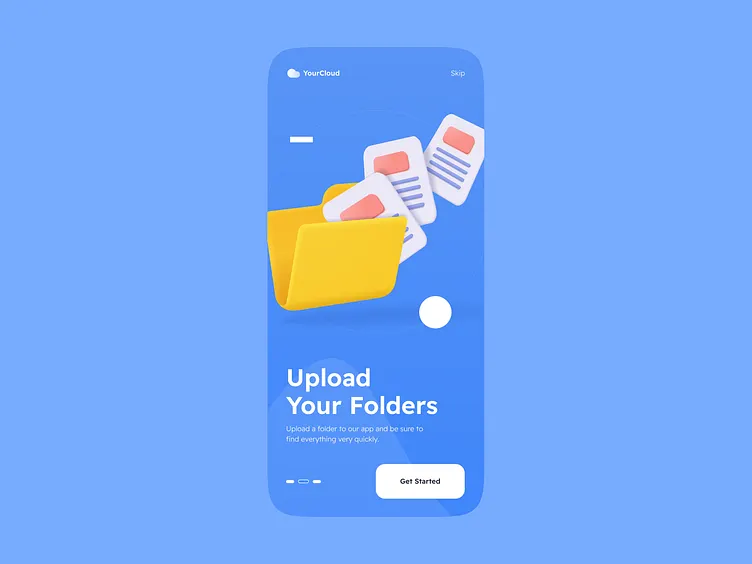 YourCloud
Skip
Upload
Your Folders
Upload a folder to our app and be sure to
find everything very quickly.
Get Started